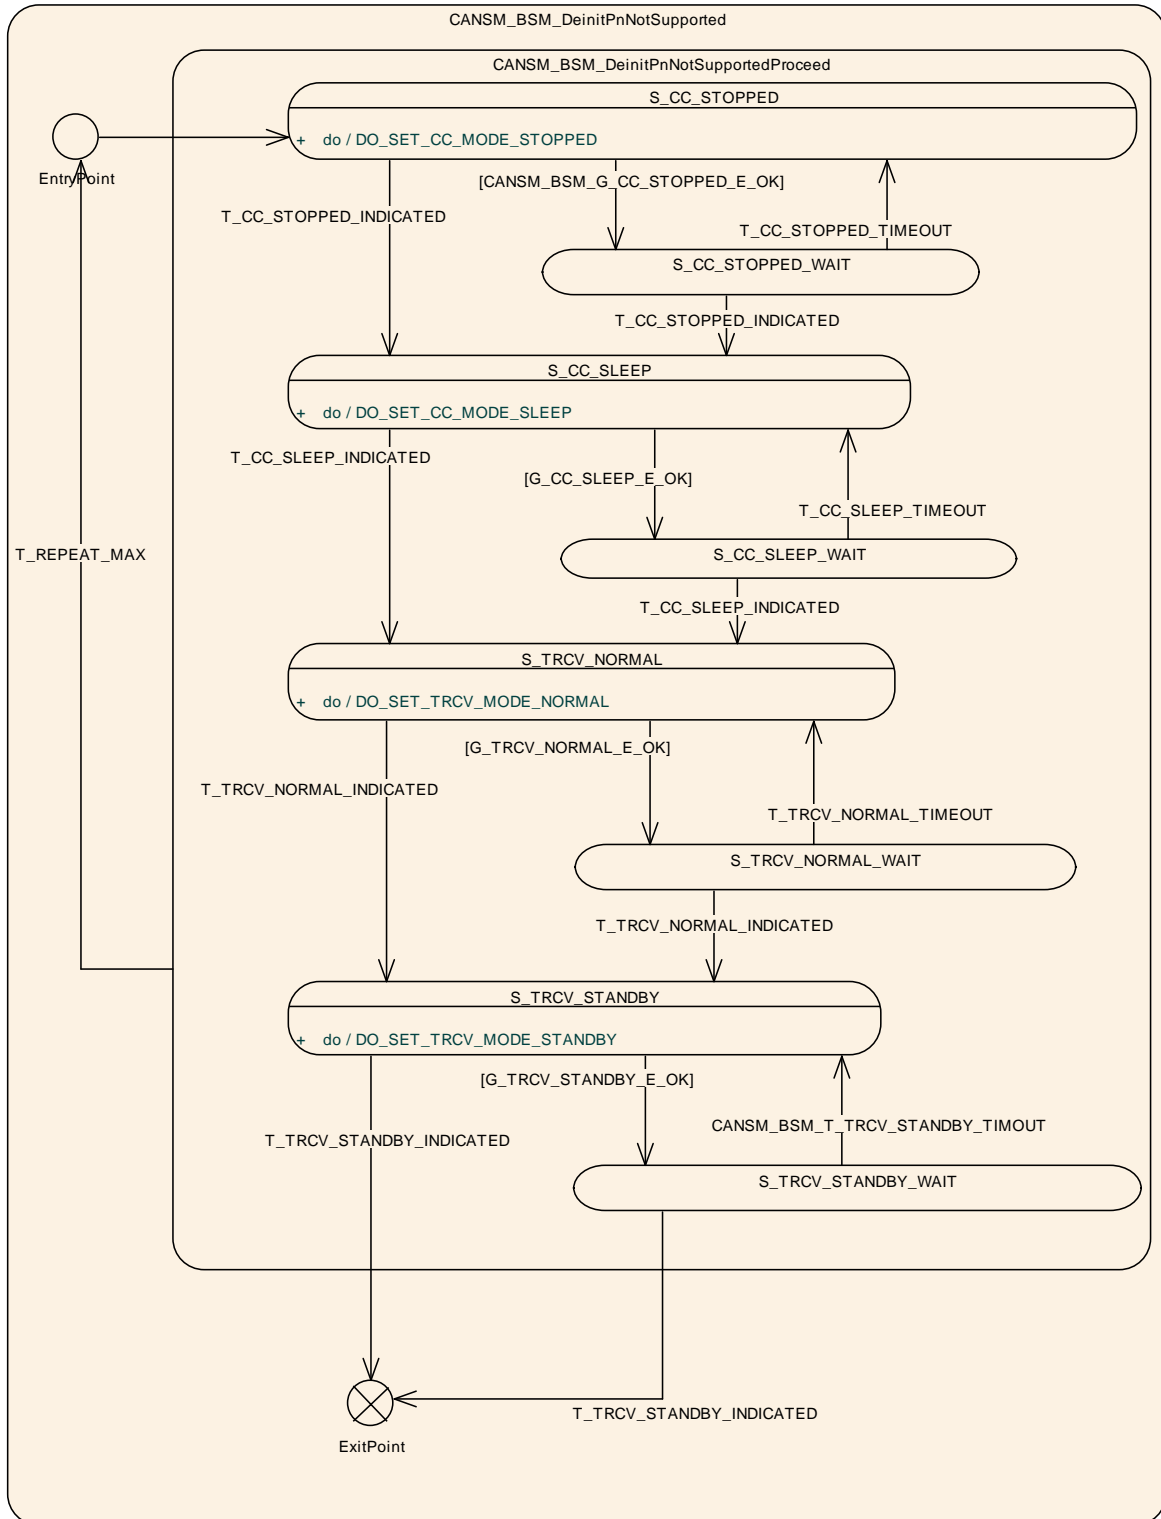 CANSM_BSM_DeinitPnNotSupported
CANSM_BSM_DeinitPnNotSupportedProceed
S_CC_STOPPED
+ do / DO_SET_CC_MODE_STOPPED
EntryPoint
[CANSM_BSM_G_CC_STOPPED_E_OK]
T_CC_STOPPED_INDICATED
T_CC_STOPPED_TIMEOUT
S_CC_STOPPED_WAIT
T_CC_STOPPED_INDICATED
S_CC_SLEEP
+ do / DO_SET_CC_MODE_SLEEP
T_CC_SLEEP_INDICATED
[G_CC_SLEEP_E_OK]
T_CC_SLEEP_TIMEOUT
T_REPEAT_MAX
S_CC_SLEEP_WAIT
T_CC_SLEEP_INDICATED
S_TRCV_NORMAL
+ do / DO_SET_TRCV_MODE_NORMAL
[G_TRCV_NORMAL_E_OK]
T_TRCV_NORMAL_INDICATED
T_TRCV_NORMAL_TIMEOUT
S_TRCV_NORMAL_WAIT
T_TRCV_NORMAL_INDICATED
S_TRCV_STANDBY
+ do / DO_SET_TRCV_MODE_STANDBY
[G_TRCV_STANDBY_E_OK]
CANSM_BSM_T_TRCV_STANDBY_TIMOUT
T_TRCV_STANDBY_INDICATED
S_TRCV_STANDBY_WAIT
T_TRCV_STANDBY_INDICATED
ExitPoint